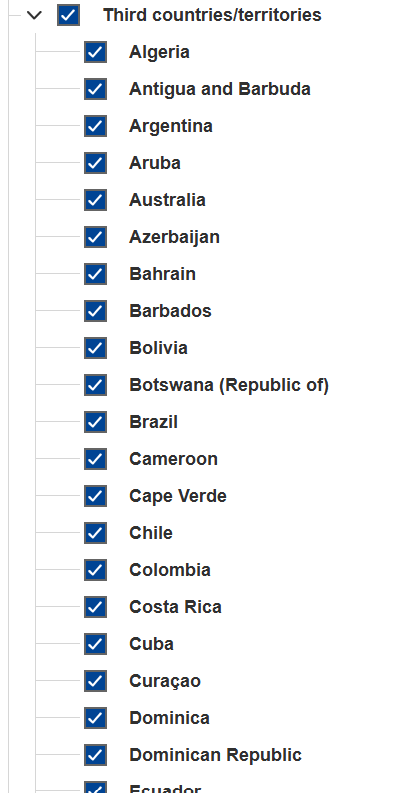 Third countries/territories
Algeria
Antigua and Barbuda
Argentina
Aruba
Australia
Azerbaijan
Bahrain
Barbados
Bolivia
Botswana (Republic of)
Brazil
Cameroon
Cape Verde
Chile
Colombia
Costa Rica
Cuba
Curaçao
Dominica
Dominican Republic
Ecuador